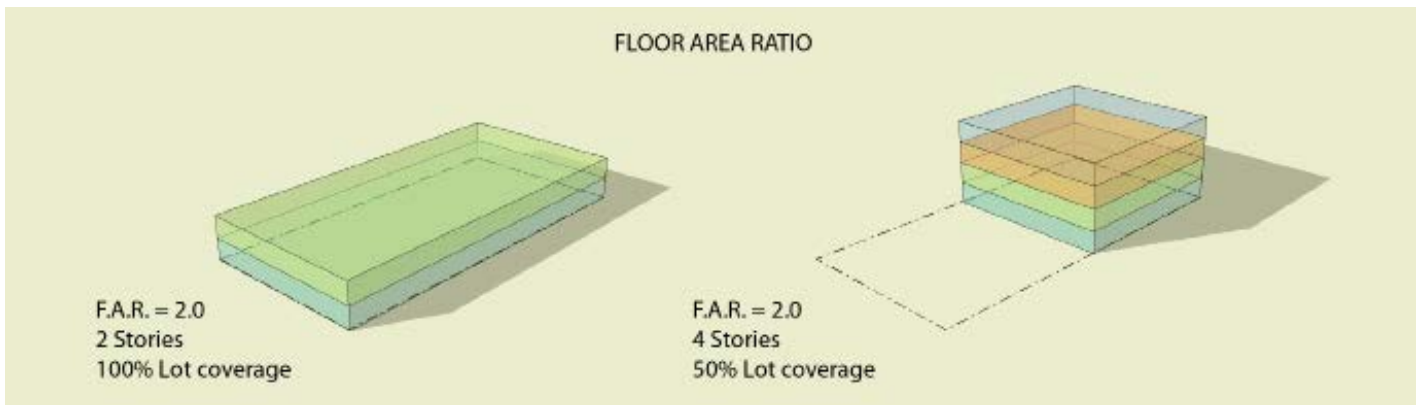 FLOOR AREA RATIO
F.A.R. = 2.0
2 Stories
100% Lot coverage
F.A.R. = 2.0
4 Stories
50% Lot coverage